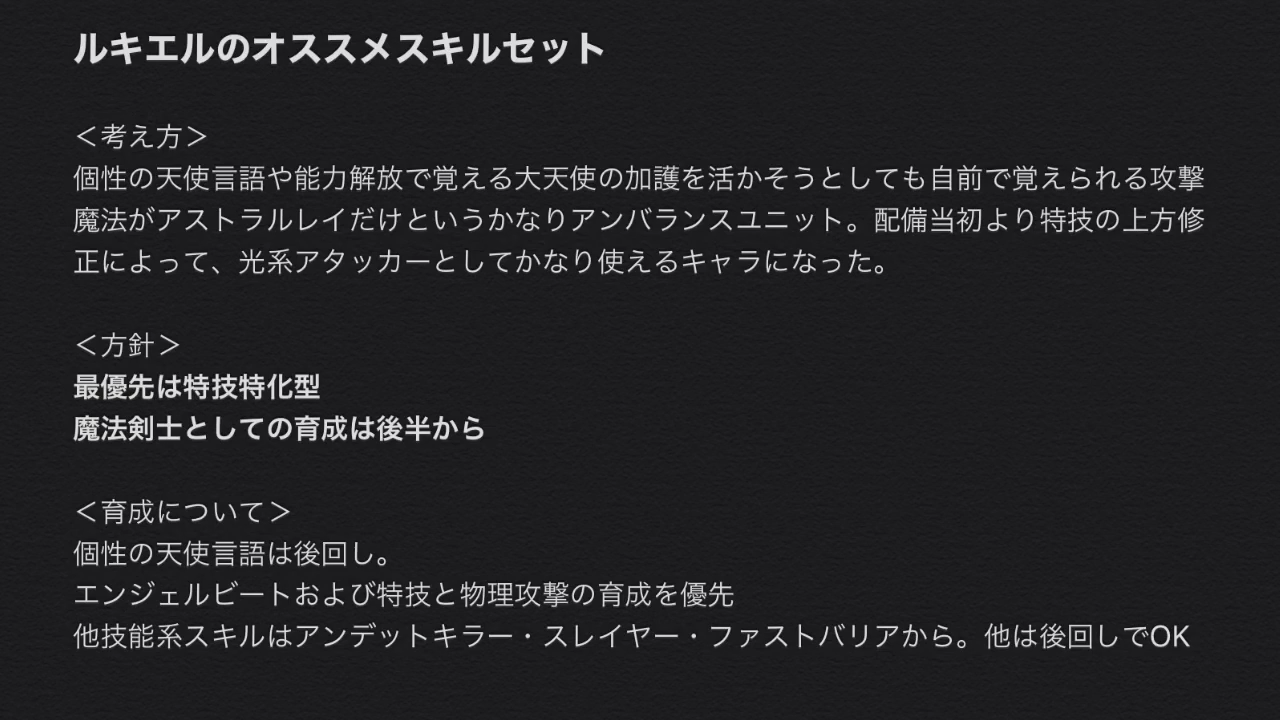 ルキエルのオススメスキルセット
＜考え方＞
個性の天使言語や能力解放で覚える大天使の加護を活かそうとしても自前で覚えられる攻撃
魔法がアストラルレイだけというかなりアンバランスユニット。配備当初より特技の上方修
正によって、光系アタッカーとしてかなり使えるキャラになった。
＜方針＞
最優先は特技特化型
魔法剣士としての育成は後半から
＜育成について＞
個性の天使言語は後回し。
エンジェルビートおよび特技と物理攻撃の育成を優先
他技能系スキルはアンデットキラー・スレイヤー・ファストバリアから。他は後回しでOK